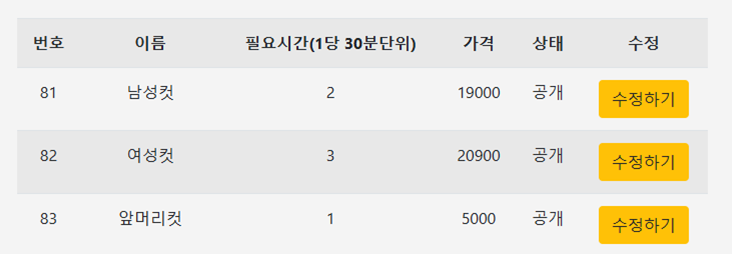 번호 이름 필요시간(1당 30분단위) 가격 상태 수정
81 남성컷 2 19000 공개 수정하기
82 여성컷 3 20900 공개 수정하기
83 앞머리컷 1 5000 공개 수정하기